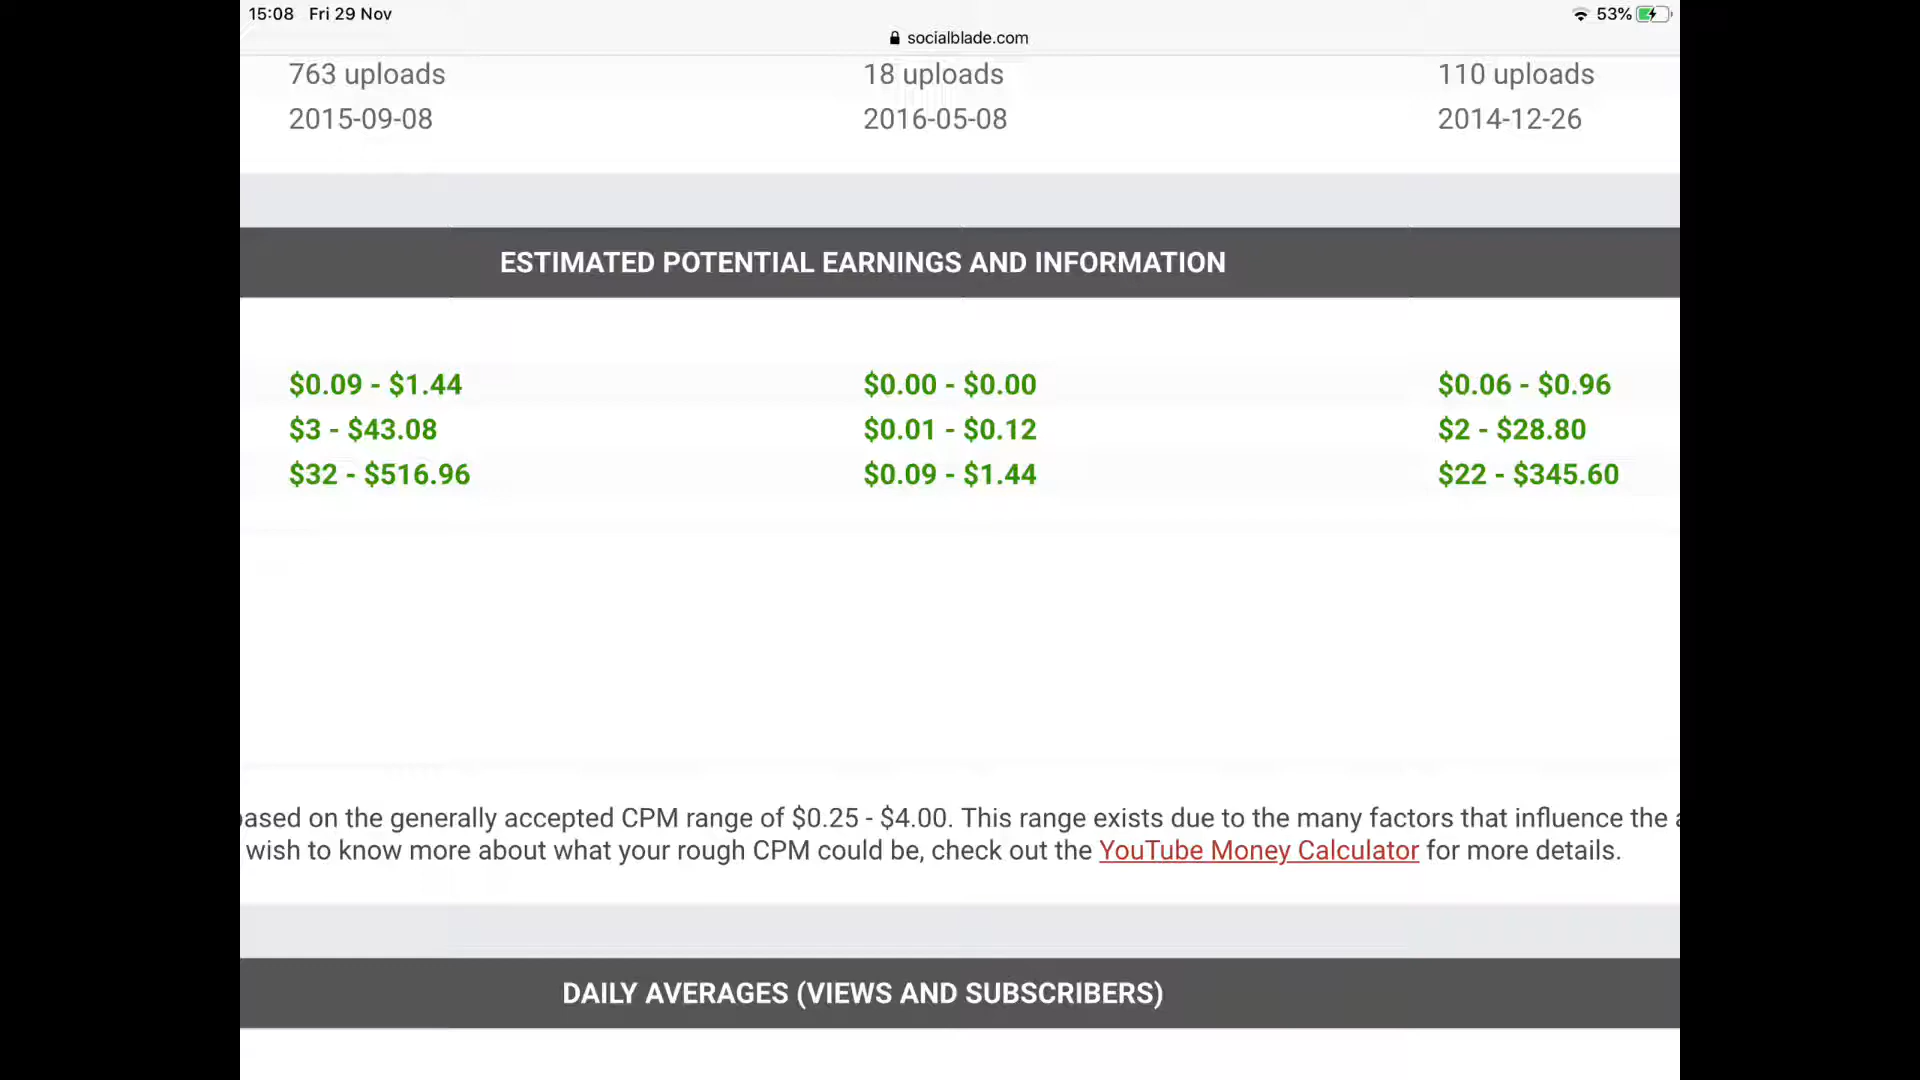 15:08 Fri 29 Nov 53%
socialblade.com
763 uploads 18 uploads 110 uploads
2015-09-08 2016-05-08 2014-12-26
ESTIMATED POTENTIAL EARNINGS AND INFORMATION
$0.09 - $1.44 $0.00 - $0.00 $0.06 - $0.96
$3 - $43.08 $0.01 - $0.12 $2 - $28.80
$32 - $516.96 $0.09 - $1.44 $22 - $345.60
based on the generally accepted CPM range of $0.25 - $4.00. This range exists due to the many factors that influence the
wish to know more about what your rough CPM could be, check out the YouTube Money Calculator for more details.
DAILY AVERAGES (VIEWS AND SUBSCRIBERS)